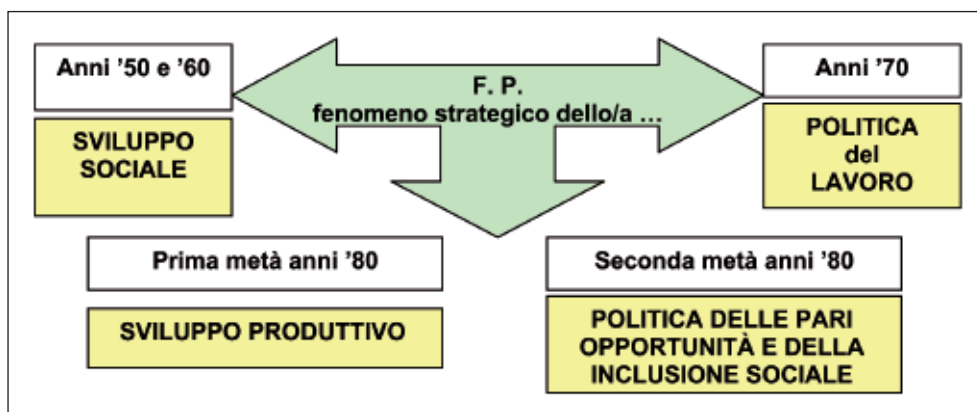 Anni '50 e '60
SVILUPPO
SOCIALE
F. P.
fenomeno strategico dello/a ...
Anni '70
POLITICA
del
LAVORO
Prima metà anni '80
SVILUPPO PRODUTTIVO
Seconda metà anni '80
POLITICA DELLE PARI
OPPORTUNITÀ E DELLA
INCLUSIONE SOCIALE